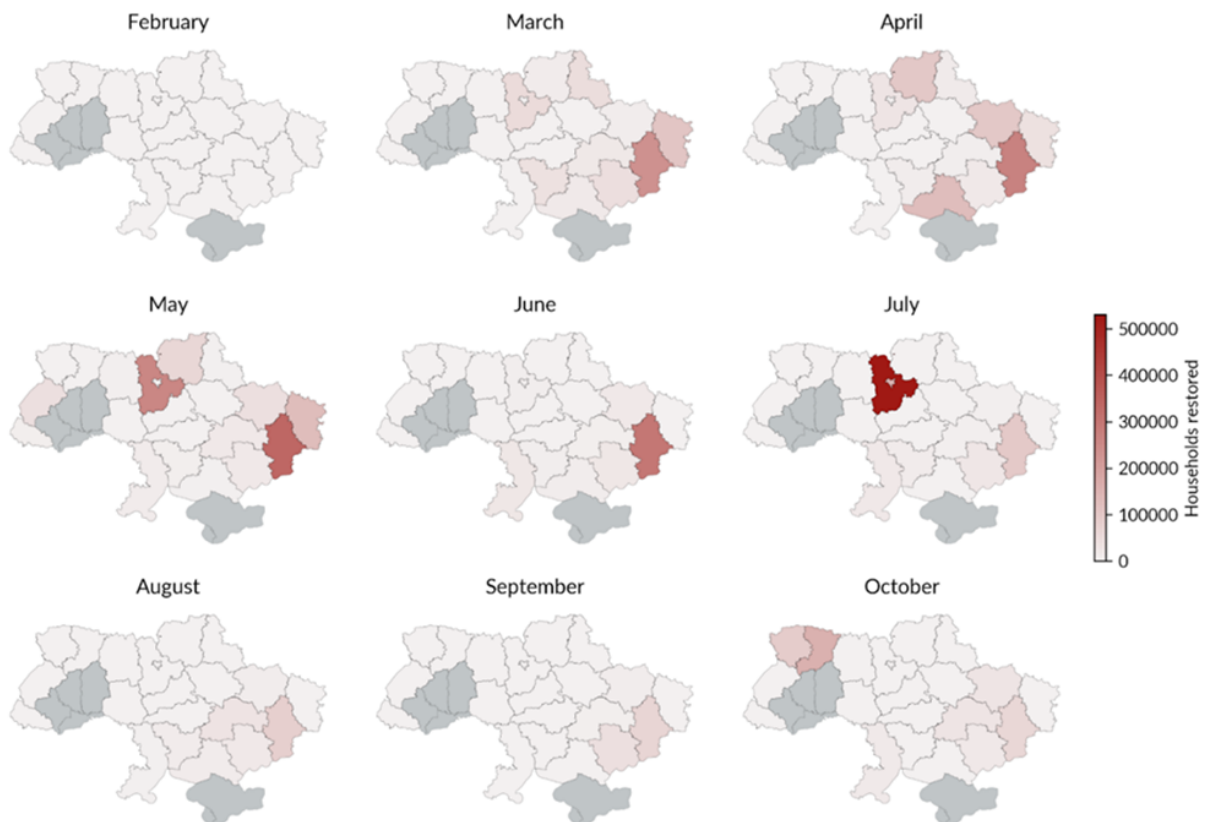 February
March
April
May
June
July
500000
400000
300000
200000
100000
0
Households restored
August
September
October